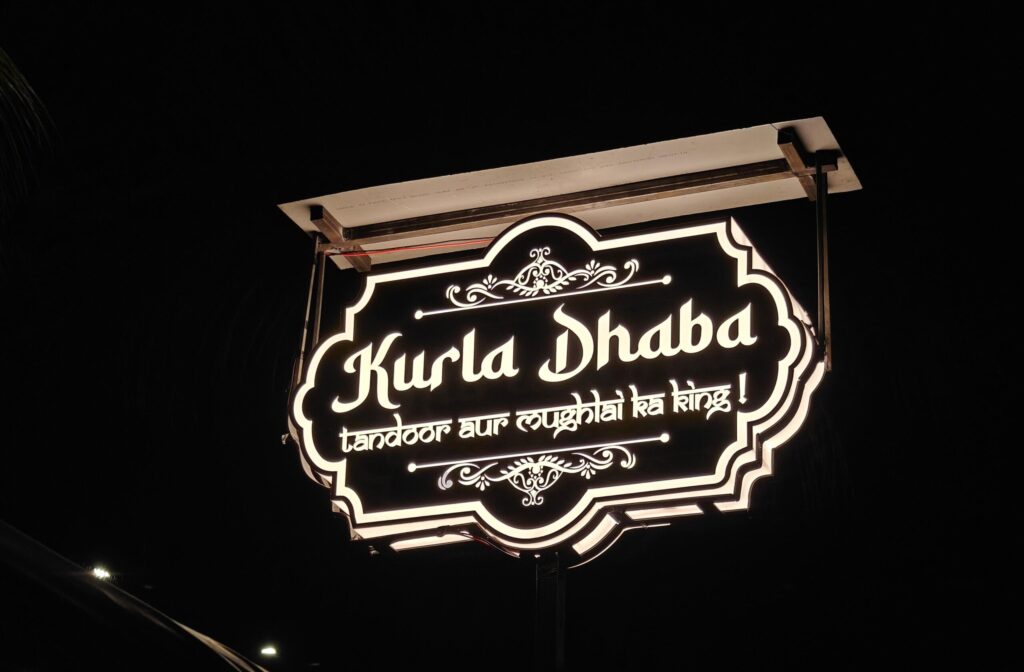 Kurla Dhaba
tandoor aur mughlai ka king !